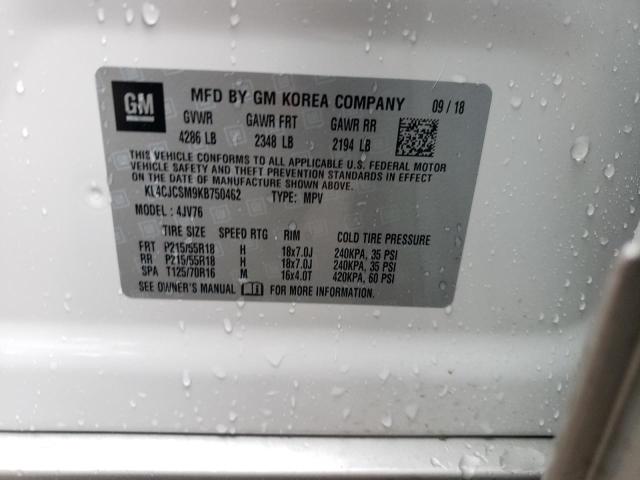 GM
MFD BY GM KOREA COMPANY 09 / 18
GVWR GAWR FRT GAWR RR
4286 LB 2348 LB 2194 LB
THIS VEHICLE CONFORMS TO ALL APPLICABLE U.S. FEDERAL MOTOR
VEHICLE SAFETY AND THEFT PREVENTION STANDARDS IN EFFECT
ON THE DATE OF MANUFACTURE SHOWN ABOVE.
KL4CJCSM9KB750462 TYPE: MPV
MODEL : 4JV76
TIRE SIZE SPEED RTG RIM COLD TIRE PRESSURE
FRT P215/55R18 H 18x7.0J 240KPA, 35 PSI
RR P215/55R18 H 18x7.0J 240KPA, 35 PSI
SPA T125/70R16 M 16x4.0T 420KPA, 60 PSI
SEE OWNER'S MANUAL FOR MORE INFORMATION.